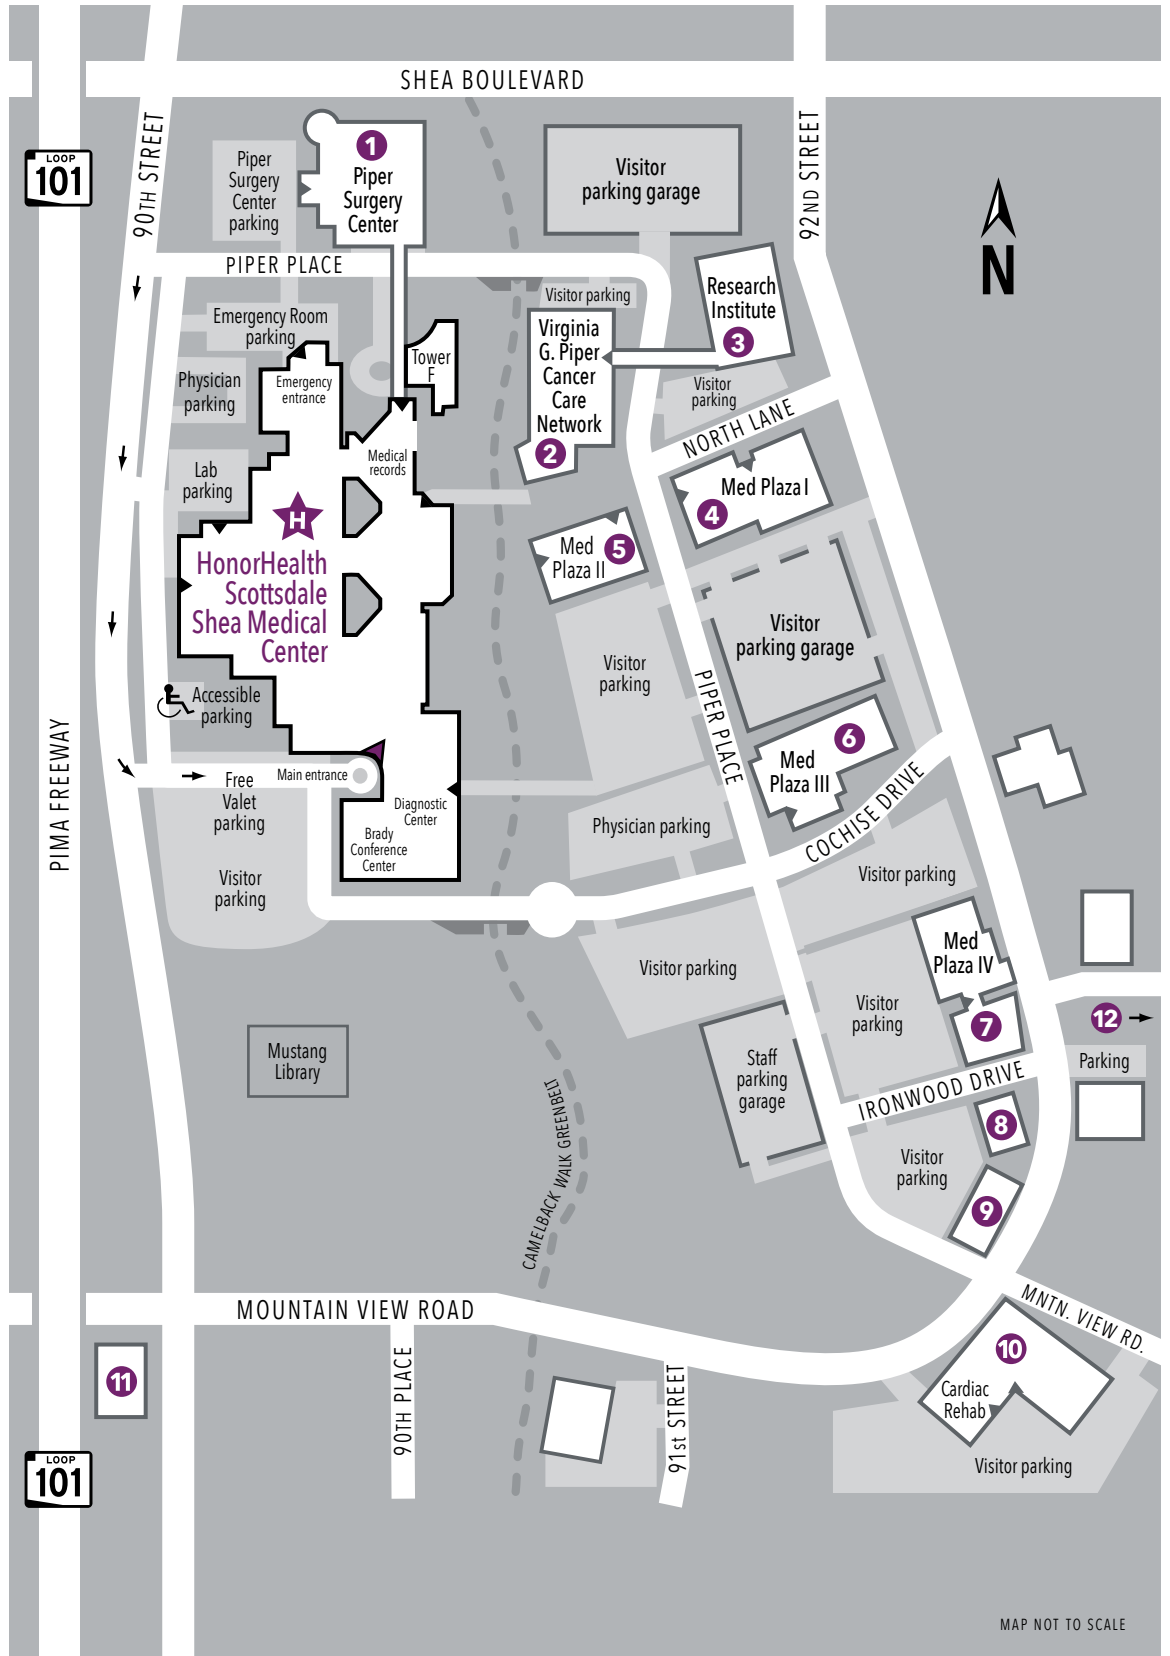 SHEA BOULEVARD
LOOP
101
90TH STREET
92ND STREET
1
Piper
Surgery
Center
Piper
Surgery
Center
parking
Visitor
parking garage
N
PIPER PLACE
Visitor parking
Research
Institute
3
Emergency Room
parking
Virginia
G. Piper
Cancer
Care
Network
2
Tower
F
Physician
parking
Emergency
entrance
Visitor
parking
NORTH LANE
Medical
records
Lab
parking
Med Plaza I
4
H
HonorHealth
Scottsdale
Shea Medical
Center
Med
Plaza II
5
Visitor
parking garage
Visitor
parking
PIPER PLACE
Accessible
parking
6
Med
Plaza III
PIMA FREEWAY
Main entrance
Free
Valet
parking
Diagnostic
Center
Brady
Conference
Center
Physician parking
COCHISE DRIVE
Visitor
parking
Visitor parking
Med
Plaza IV
Visitor parking
7
Visitor
parking
12
Mustang
Library
Staff
parking
garage
Parking
IRONWOOD DRIVE
8
CAMELBACK WALK GREENBELT
Visitor
parking
9
MOUNTAIN VIEW ROAD
MNTN. VIEW RD.
10
11
90TH PLACE
91st STREET
Cardiac
Rehab
Visitor parking
LOOP
101
MAP NOT TO SCALE